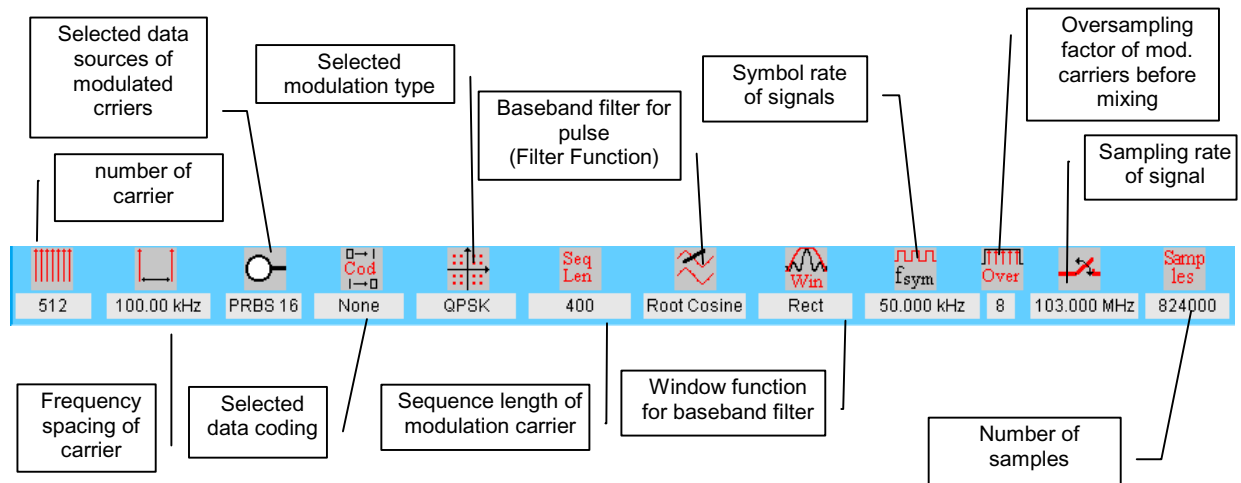 Selected data
sources of
modulated
crriers
Selected
modulation type
Baseband filter for
pulse
(Filter Function)
Symbol rate
of signals
Oversampling
factor of mod.
carriers before
mixing
number of
carrier
Sampling rate
of signal
Cod
Seq
Len
Win
fsym
Over
Samp
les
512
100.00 kHz
PRBS 16
None
QPSK
400
Root Cosine
Rect
50.000 kHz
8
103.000 MHz
824000
Frequency
spacing of
carrier
Selected
data coding
Sequence length of
modulation carrier
Window function
for baseband filter
Number of
samples